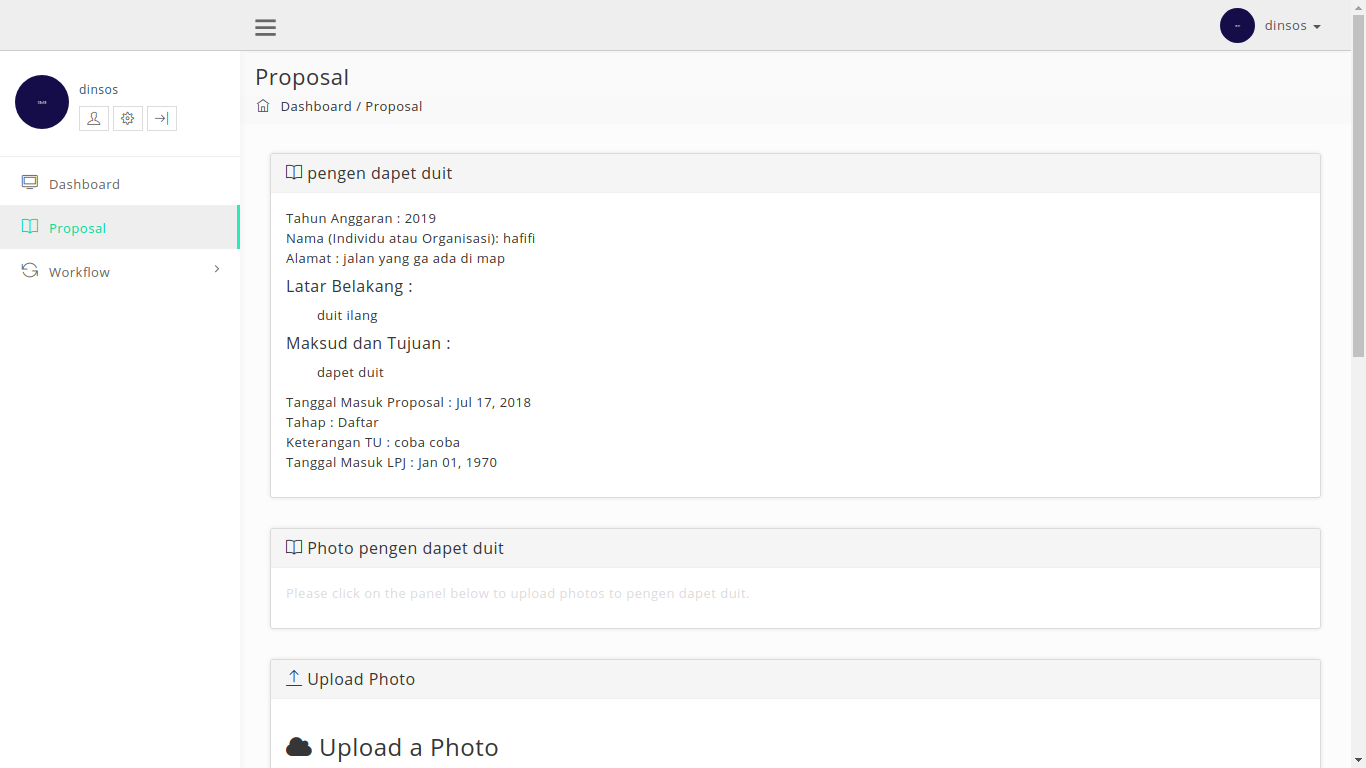 dinsos
dinsos
Dashboard
Proposal
Workflow
Proposal
Dashboard / Proposal
pengen dapet duit
Tahun Anggaran : 2019
Nama (Individu atau Organisasi): hafifi
Alamat : jalan yang ga ada di map
Latar Belakang :
duit ilang
Maksud dan Tujuan :
dapet duit
Tanggal Masuk Proposal : Jul 17, 2018
Tahap : Daftar
Keterangan TU : coba coba
Tanggal Masuk LPJ : Jan 01, 1970
Photo pengen dapet duit
Please click on the panel below to upload photos to pengen dapet duit.
Upload Photo
Upload a Photo